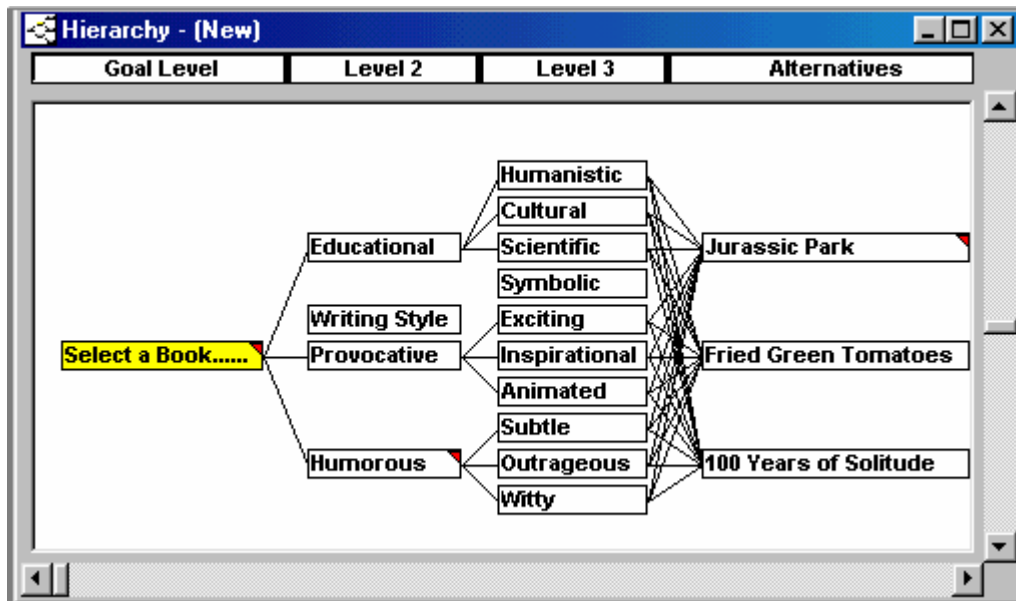 Hierarchy - (New)
Goal Level
Level 2
Level 3
Alternatives
Select a Book......
Educational
Writing Style
Provocative
Humorous
Humanistic
Cultural
Scientific
Symbolic
Exciting
Inspirational
Animated
Subtle
Outrageous
Witty
Jurassic Park
Fried Green Tomatoes
100 Years of Solitude